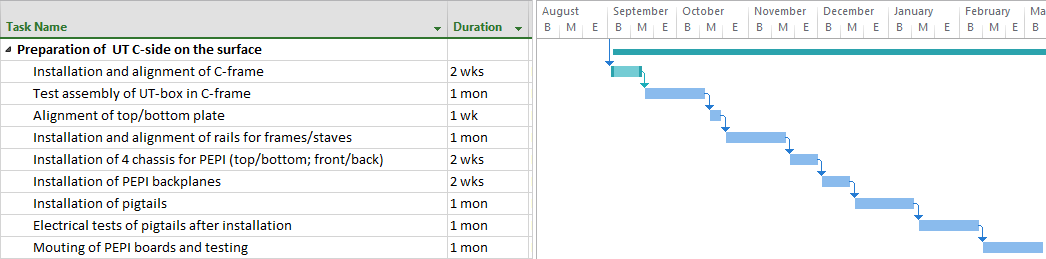 August September October November December January February Ma
Task Name Duration B M E B M E B M E B M E B M E B M E B M E B
Preparation of UT C-side on the surface
Installation and alignment of C-frame 2 wks
Test assembly of UT-box in C-frame 1 mon
Alignment of top/bottom plate 1 wk
Installation and alignment of rails for frames/staves 1 mon
Installation of 4 chassis for PEPI (top/bottom; front/back) 2 wks
Installation of PEPI backplanes 2 wks
Installation of pigtails 1 mon
Electrical tests of pigtails after installation 1 mon
Mouting of PEPI boards and testing 1 mon